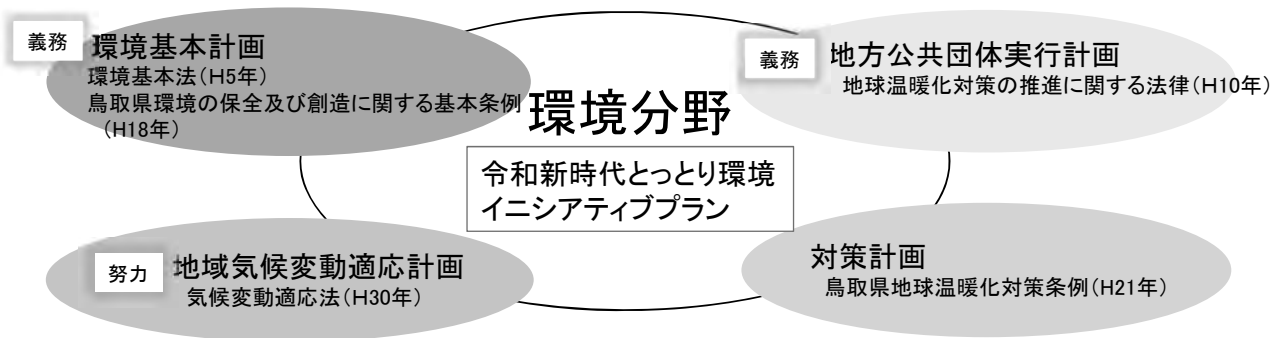 義務
環境基本計画
環境基本法(H5年)
鳥取県環境の保全及び創造に関する基本条例
(H18年)
義務
地方公共団体実行計画
地球温暖化対策の推進に関する法律(H10年)
環境分野
令和新時代とっとり環境
イニシアティブプラン
努力
地域気候変動適応計画
気候変動適応法(H30年)
対策計画
鳥取県地球温暖化対策条例(H21年)